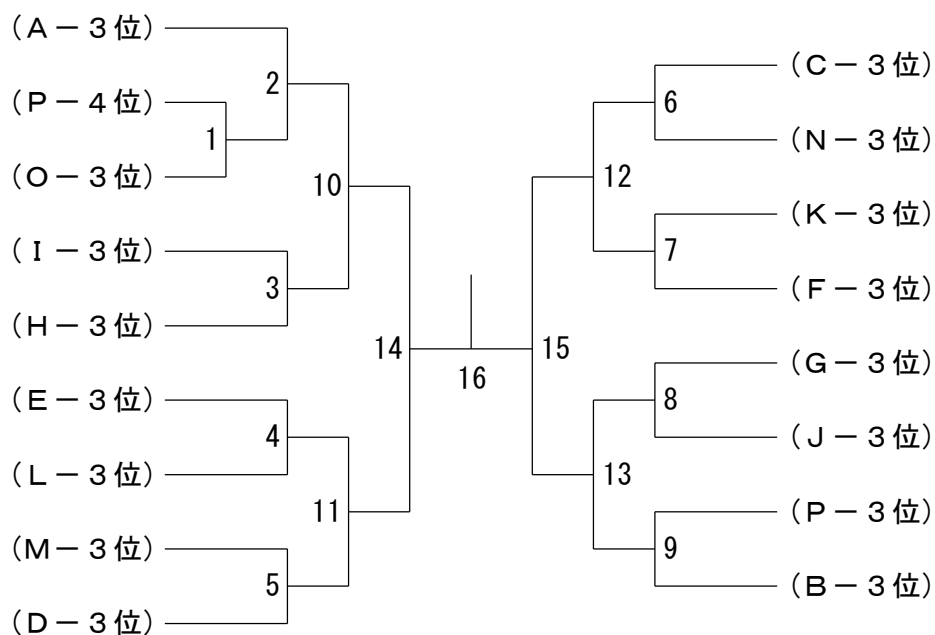 (A－3位)
(P－4位)
(O－3位)
(I－3位)
(H－3位)
(E－3位)
(L－3位)
(M－3位)
(D－3位)
1
2
3
4
5
10
11
14
16
15
12
13
6
7
8
9
(C－3位)
(N－3位)
(K－3位)
(F－3位)
(G－3位)
(J－3位)
(P－3位)
(B－3位)